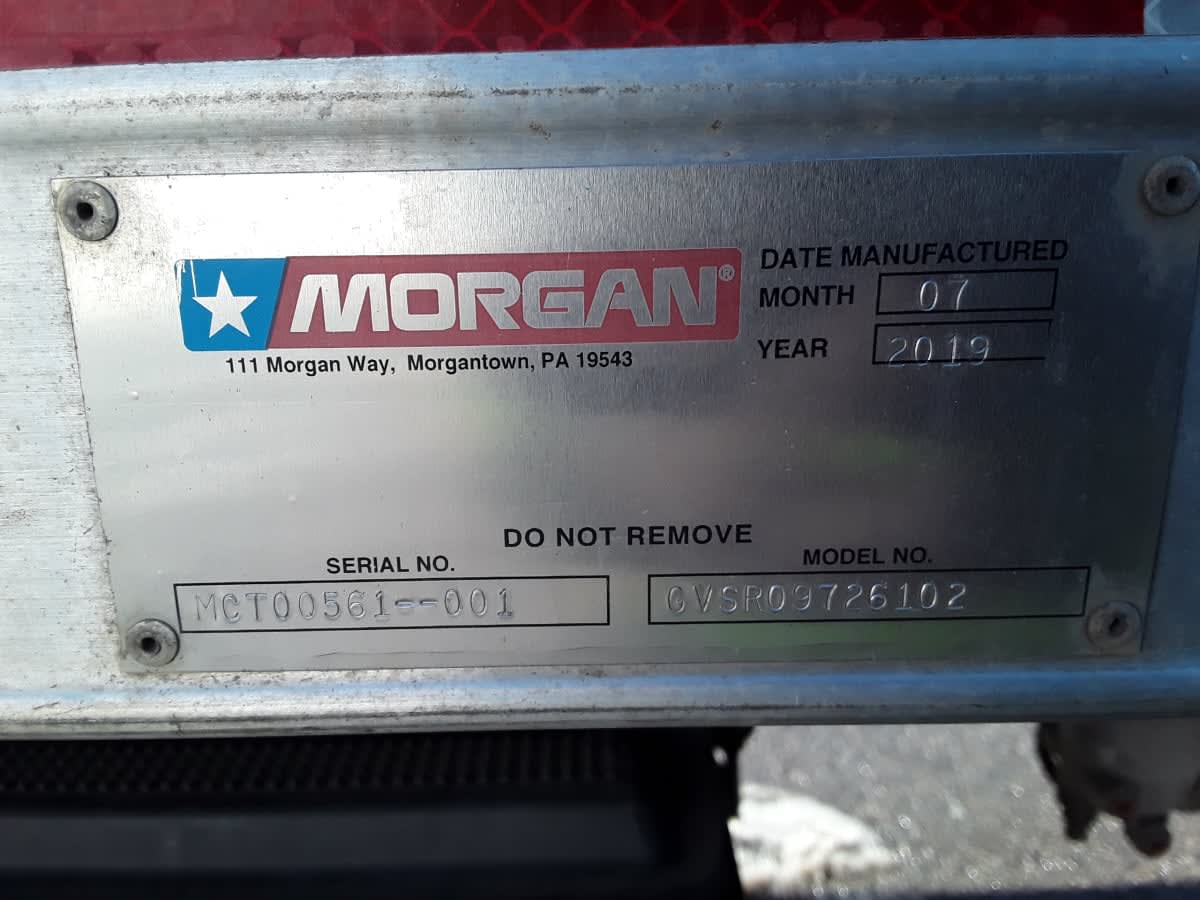 MORGAN®
111 Morgan Way, Morgantown, PA 19543
DATE MANUFACTURED
MONTH 07
YEAR 2019
DO NOT REMOVE
SERIAL NO.
MCT00561--001
MODEL NO.
GVSR09726102